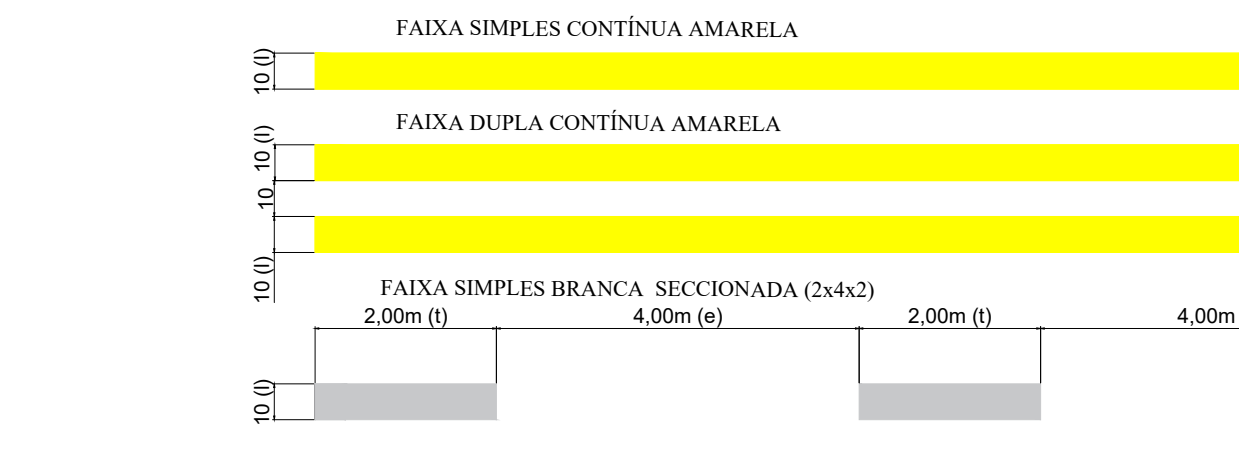 FAIXA SIMPLES CONTÍNUA AMARELA
10 (l)
FAIXA DUPLA CONTÍNUA AMARELA
10 (l)
10
10 (l)
FAIXA SIMPLES BRANCA SECCIONADA (2x4x2)
2,00m (t) 4,00m (e) 2,00m (t) 4,00m
10 (l)